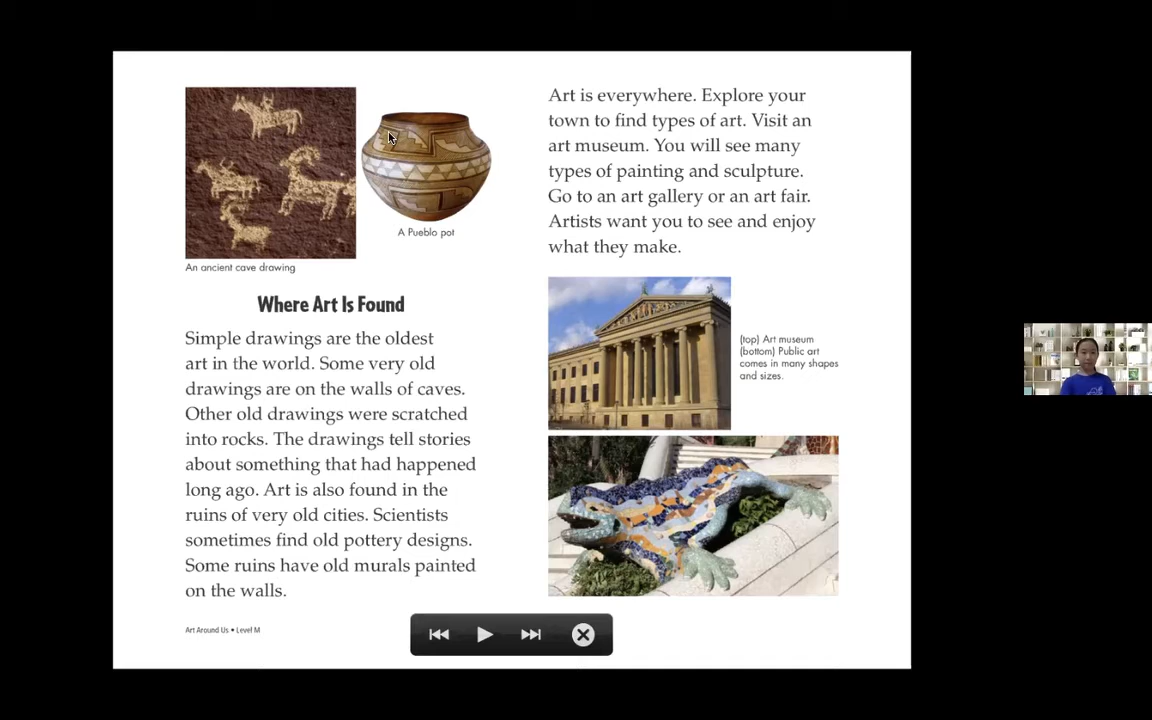 A Pueblo pot
An ancient cave drawing
Where Art Is Found
Simple drawings are the oldest
art in the world. Some very old
drawings are on the walls of caves.
Other old drawings were scratched
into rocks. The drawings tell stories
about something that had happened
long ago. Art is also found in the
ruins of very old cities. Scientists
sometimes find old pottery designs.
Some ruins have old murals painted
on the walls.
Art Around Us • Level M
Art is everywhere. Explore your
town to find types of art. Visit an
art museum. You will see many
types of painting and sculpture.
Go to an art gallery or an art fair.
Artists want you to see and enjoy
what they make.
(top) Art museum
(bottom) Public art
comes in many shapes
and sizes.